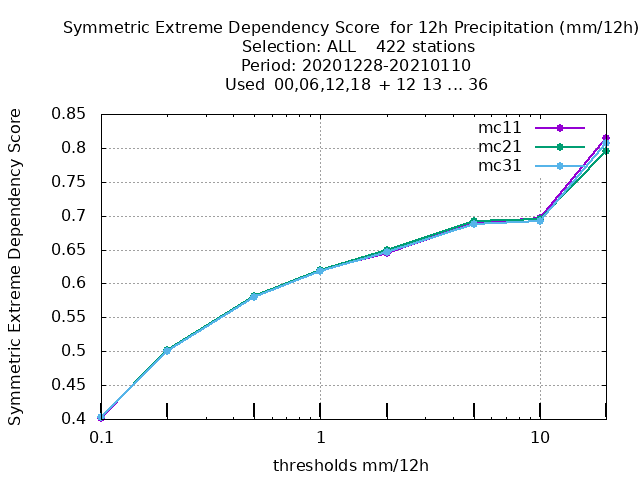 Symmetric Extreme Dependency Score  for 12h Precipitation (mm/12h)
Selection: ALL    422 stations
Period: 20201228-20210110
Used  00,06,12,18  + 12 13 ... 36
Symmetric Extreme Dependency Score
0.85
0.8
0.75
0.7
0.65
0.6
0.55
0.5
0.45
0.4
mc11
mc21
mc31
0.1
1
10
thresholds mm/12h